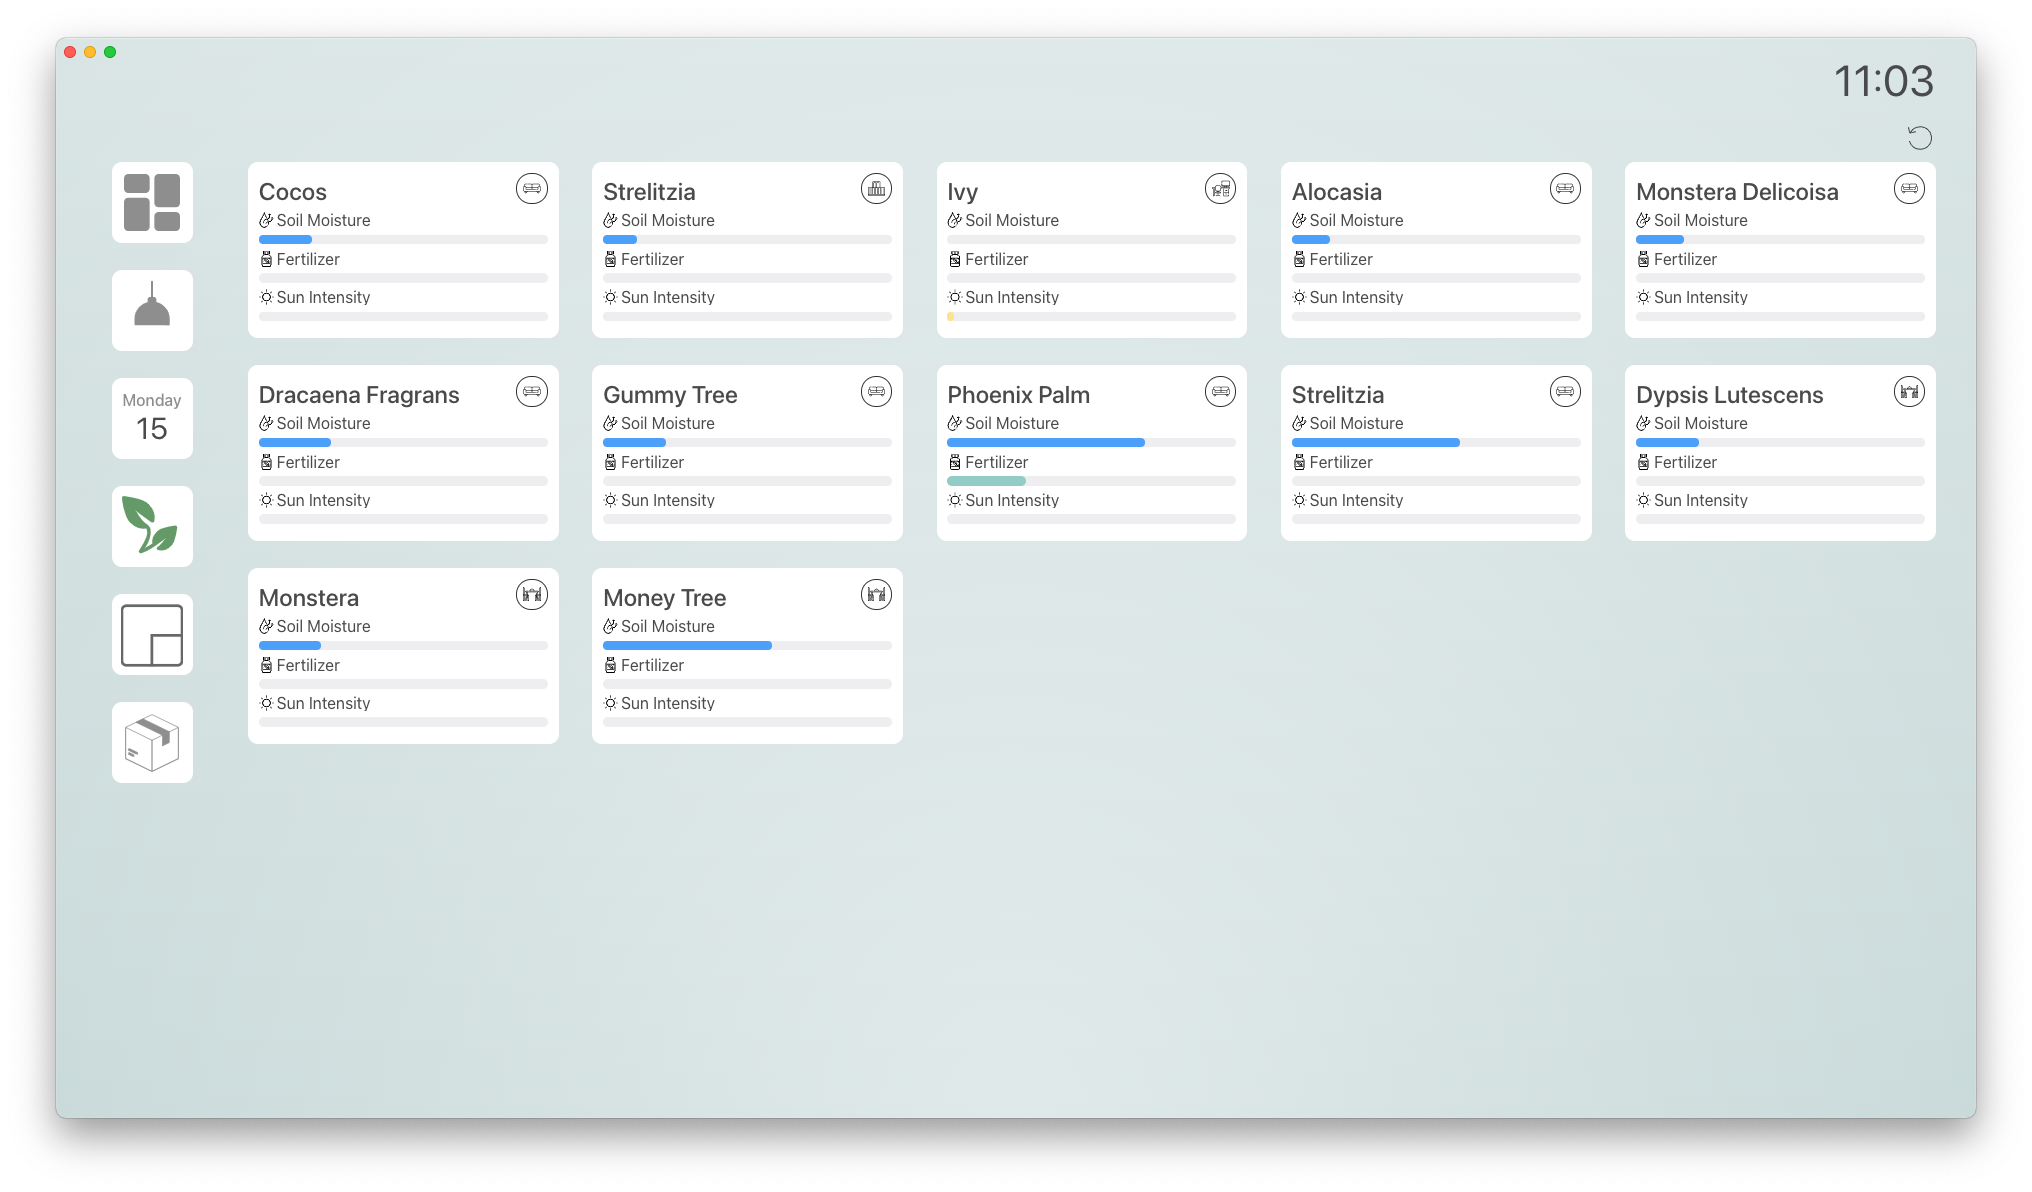 11:03
Monday
15
Cocos
Soil Moisture
Fertilizer
Sun Intensity
Strelitzia
Soil Moisture
Fertilizer
Sun Intensity
Ivy
Soil Moisture
Fertilizer
Sun Intensity
Alocasia
Soil Moisture
Fertilizer
Sun Intensity
Monstera Delicoisa
Soil Moisture
Fertilizer
Sun Intensity
Dracaena Fragrans
Soil Moisture
Fertilizer
Sun Intensity
Gummy Tree
Soil Moisture
Fertilizer
Sun Intensity
Phoenix Palm
Soil Moisture
Fertilizer
Sun Intensity
Strelitzia
Soil Moisture
Fertilizer
Sun Intensity
Dypsis Lutescens
Soil Moisture
Fertilizer
Sun Intensity
Monstera
Soil Moisture
Fertilizer
Sun Intensity
Money Tree
Soil Moisture
Fertilizer
Sun Intensity